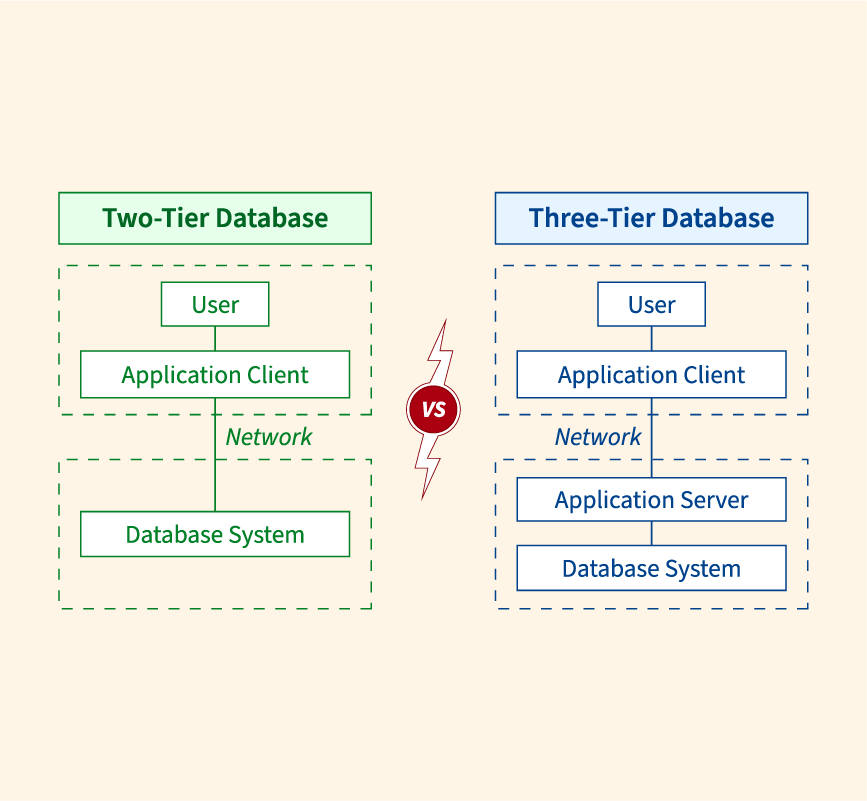 Two-Tier Database
User
Application Client
Network
Database System
VS
Three-Tier Database
User
Application Client
Network
Application Server
Database System